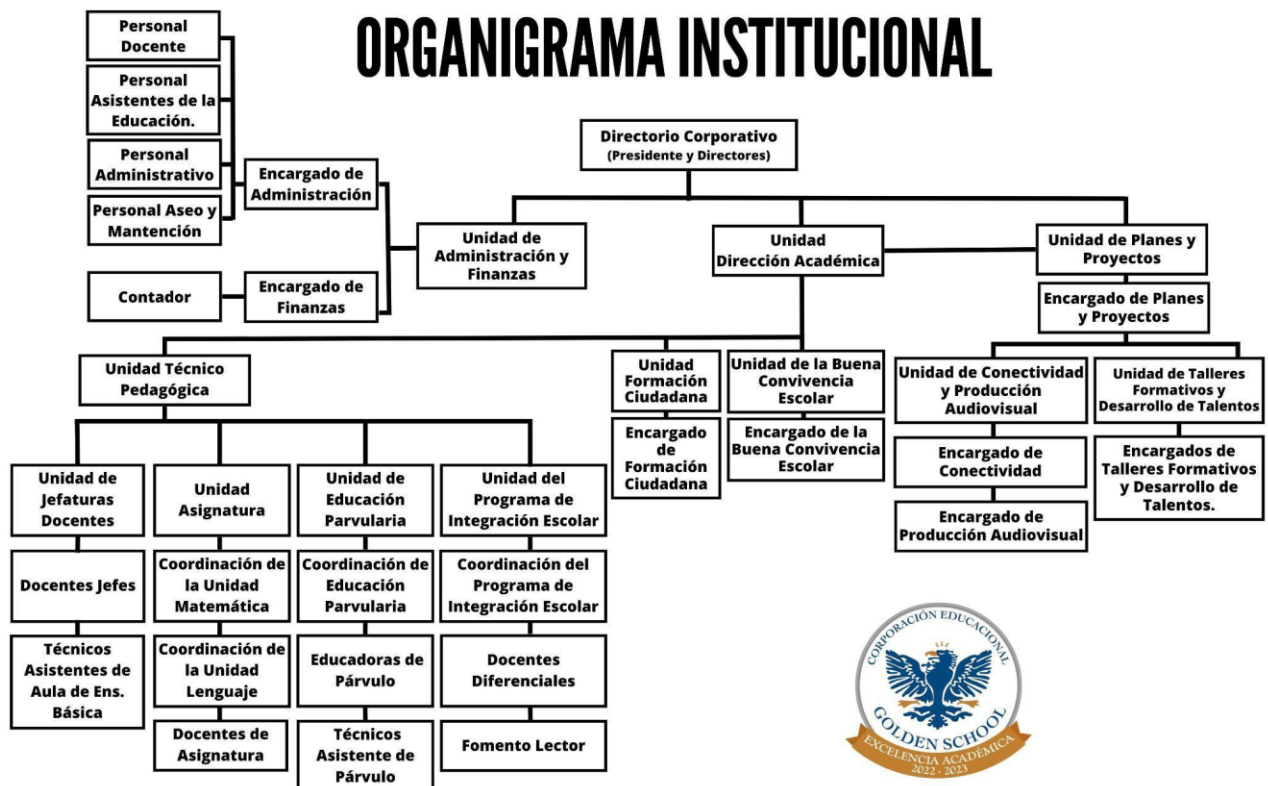 ORGANIGRAMA INSTITUCIONAL
Personal
Docente
Personal
Asistentes de la
Educación.
Personal
Administrativo
Personal Aseo y
Mantención
Encargado de
Administración
Contador
Encargado de
Finanzas
Directorio Corporativo
(Presidente y Directores)
Unidad de
Administración y
Finanzas
Unidad
Dirección Académica
Unidad de Planes y
Proyectos
Encargado de Planes
y Proyectos
Unidad Técnico
Pedagógica
Unidad
Formación
Ciudadana
Encargado
de
Formación
Ciudadana
Unidad de la Buena
Convivencia
Escolar
Encargado de la
Buena Convivencia
Escolar
Unidad de Conectividad
y Producción
Audiovisual
Encargado de
Conectividad
Encargado de
Producción Audiovisual
Unidad de Talleres
Formativos y
Desarrollo de Talentos
Encargados de
Talleres Formativos
y Desarrollo de
Talentos.
Unidad de
Jefaturas
Docentes
Docentes Jefes
Técnicos
Asistentes de
Aula de Ens.
Básica
Unidad
Asignatura
Coordinación de
la Unidad
Matemática
Coordinación de
la Unidad
Lenguaje
Docentes de
Asignatura
Unidad de
Educación
Parvularia
Coordinación de
Educación
Parvularia
Educadoras de
Párvulo
Técnicos
Asistente de
Párvulo
Unidad del
Programa de
Integración Escolar
Coordinación del
Programa de
Integración Escolar
Docentes
Diferenciales
Fomento Lector
CORPORACIÓN EDUCACIONAL
GOLDEN SCHOOL
EXCELENCIA ACADÉMICA
2022 - 2023